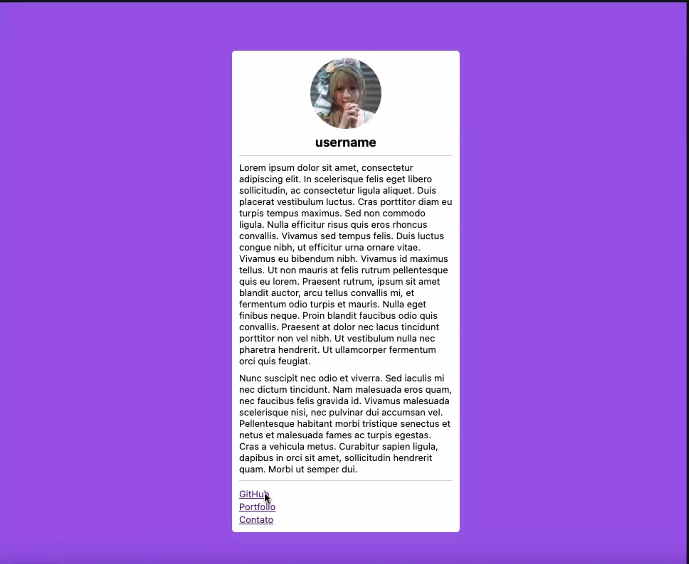 username
Lorem ipsum dolor sit amet, consectetur
adipiscing elit. In scelerisque felis eget libero
sollicitudin, ac consectetur ligula aliquet. Duis
placerat vestibulum luctus. Cras porttitor diam eu
turpis tempus maximus. Sed non commodo
ligula. Nulla efficitur risus quis eros rhoncus
convallis. Vivamus sed tempus felis. Duis luctus
congue nibh, ut efficitur urna ornare vitae.
Vivamus eu bibendum nibh. Vivamus id maximus
tellus. Ut non mauris at felis rutrum pellentesque
quis eu lorem. Praesent rutrum, ipsum sit amet
blandit auctor, arcu tellus convallis mi, et
fermentum odio turpis et mauris. Nulla eget
finibus neque. Proin blandit faucibus odio quis
convallis. Praesent at dolor nec lacus tincidunt
porttitor non vel nibh. Ut vestibulum nulla nec
pharetra hendrerit. Ut ullamcorper fermentum
orci quis feugiat.
Nunc suscipit nec odio et viverra. Sed iaculis mi
nec dictum tincidunt. Nam malesuada eros quam,
nec faucibus felis gravida id. Vivamus malesuada
scelerisque nisi, nec pulvinar dui accumsan vel.
Pellentesque habitant morbi tristique senectus et
netus et malesuada fames ac turpis egestas.
Cras a vehicula metus. Curabitur sapien ligula,
dapibus in orci sit amet, sollicitudin hendrerit
quam. Morbi ut semper dui.
GitHub
Portfolio
Contato